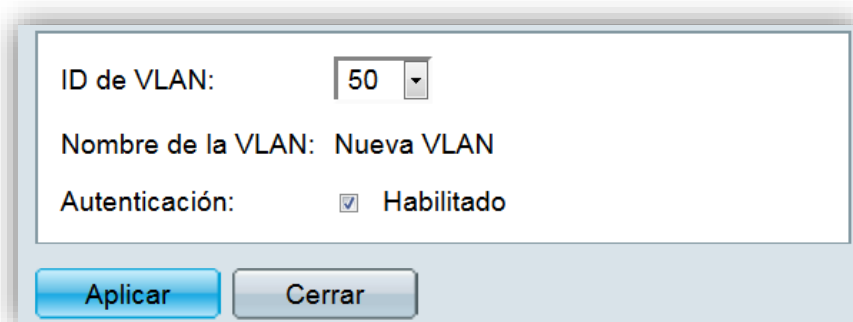 ID de VLAN: 50
Nombre de la VLAN: Nueva VLAN
Autenticación: Habilitado
Aplicar Cerrar